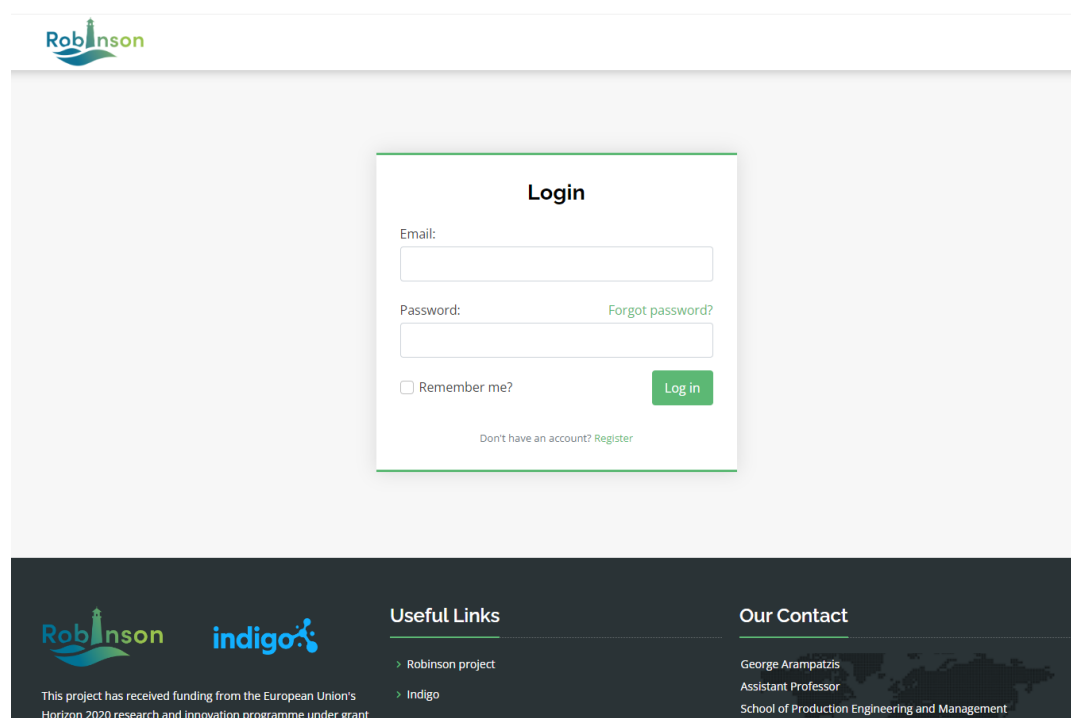 Robinson
Login
Email:
Password:
Forgot password?
Remember me?
Log in
Don't have an account? Register
Robinson
indigo
This project has received funding from the European Union's
Horizon 2020 research and innovation programme under grant
Useful Links
Robinson project
Indigo
Our Contact
George Arampatzis
Assistant Professor
School of Production Engineering and Management